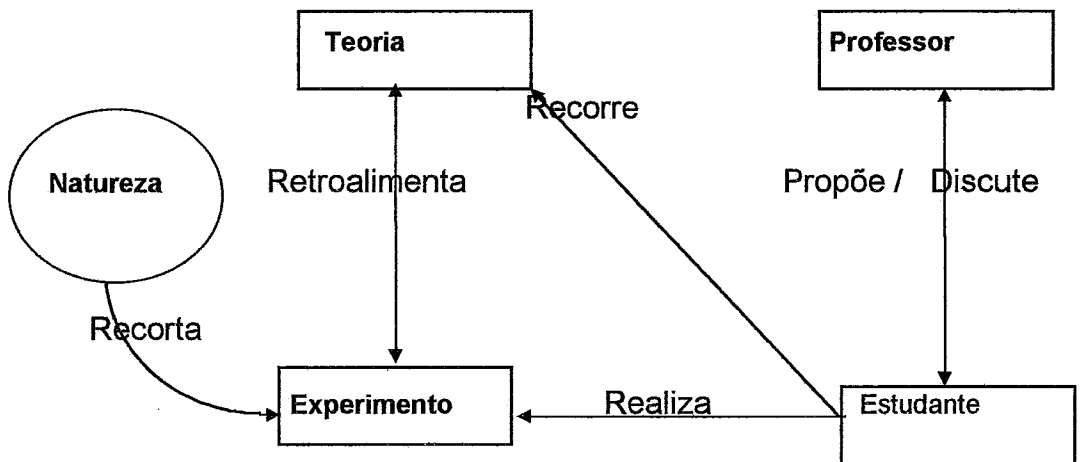 Teoria
Professor
Recorre
Natureza
Retroalimenta
Propõe / Discute
Recorta
Experimento
Realiza
Estudante